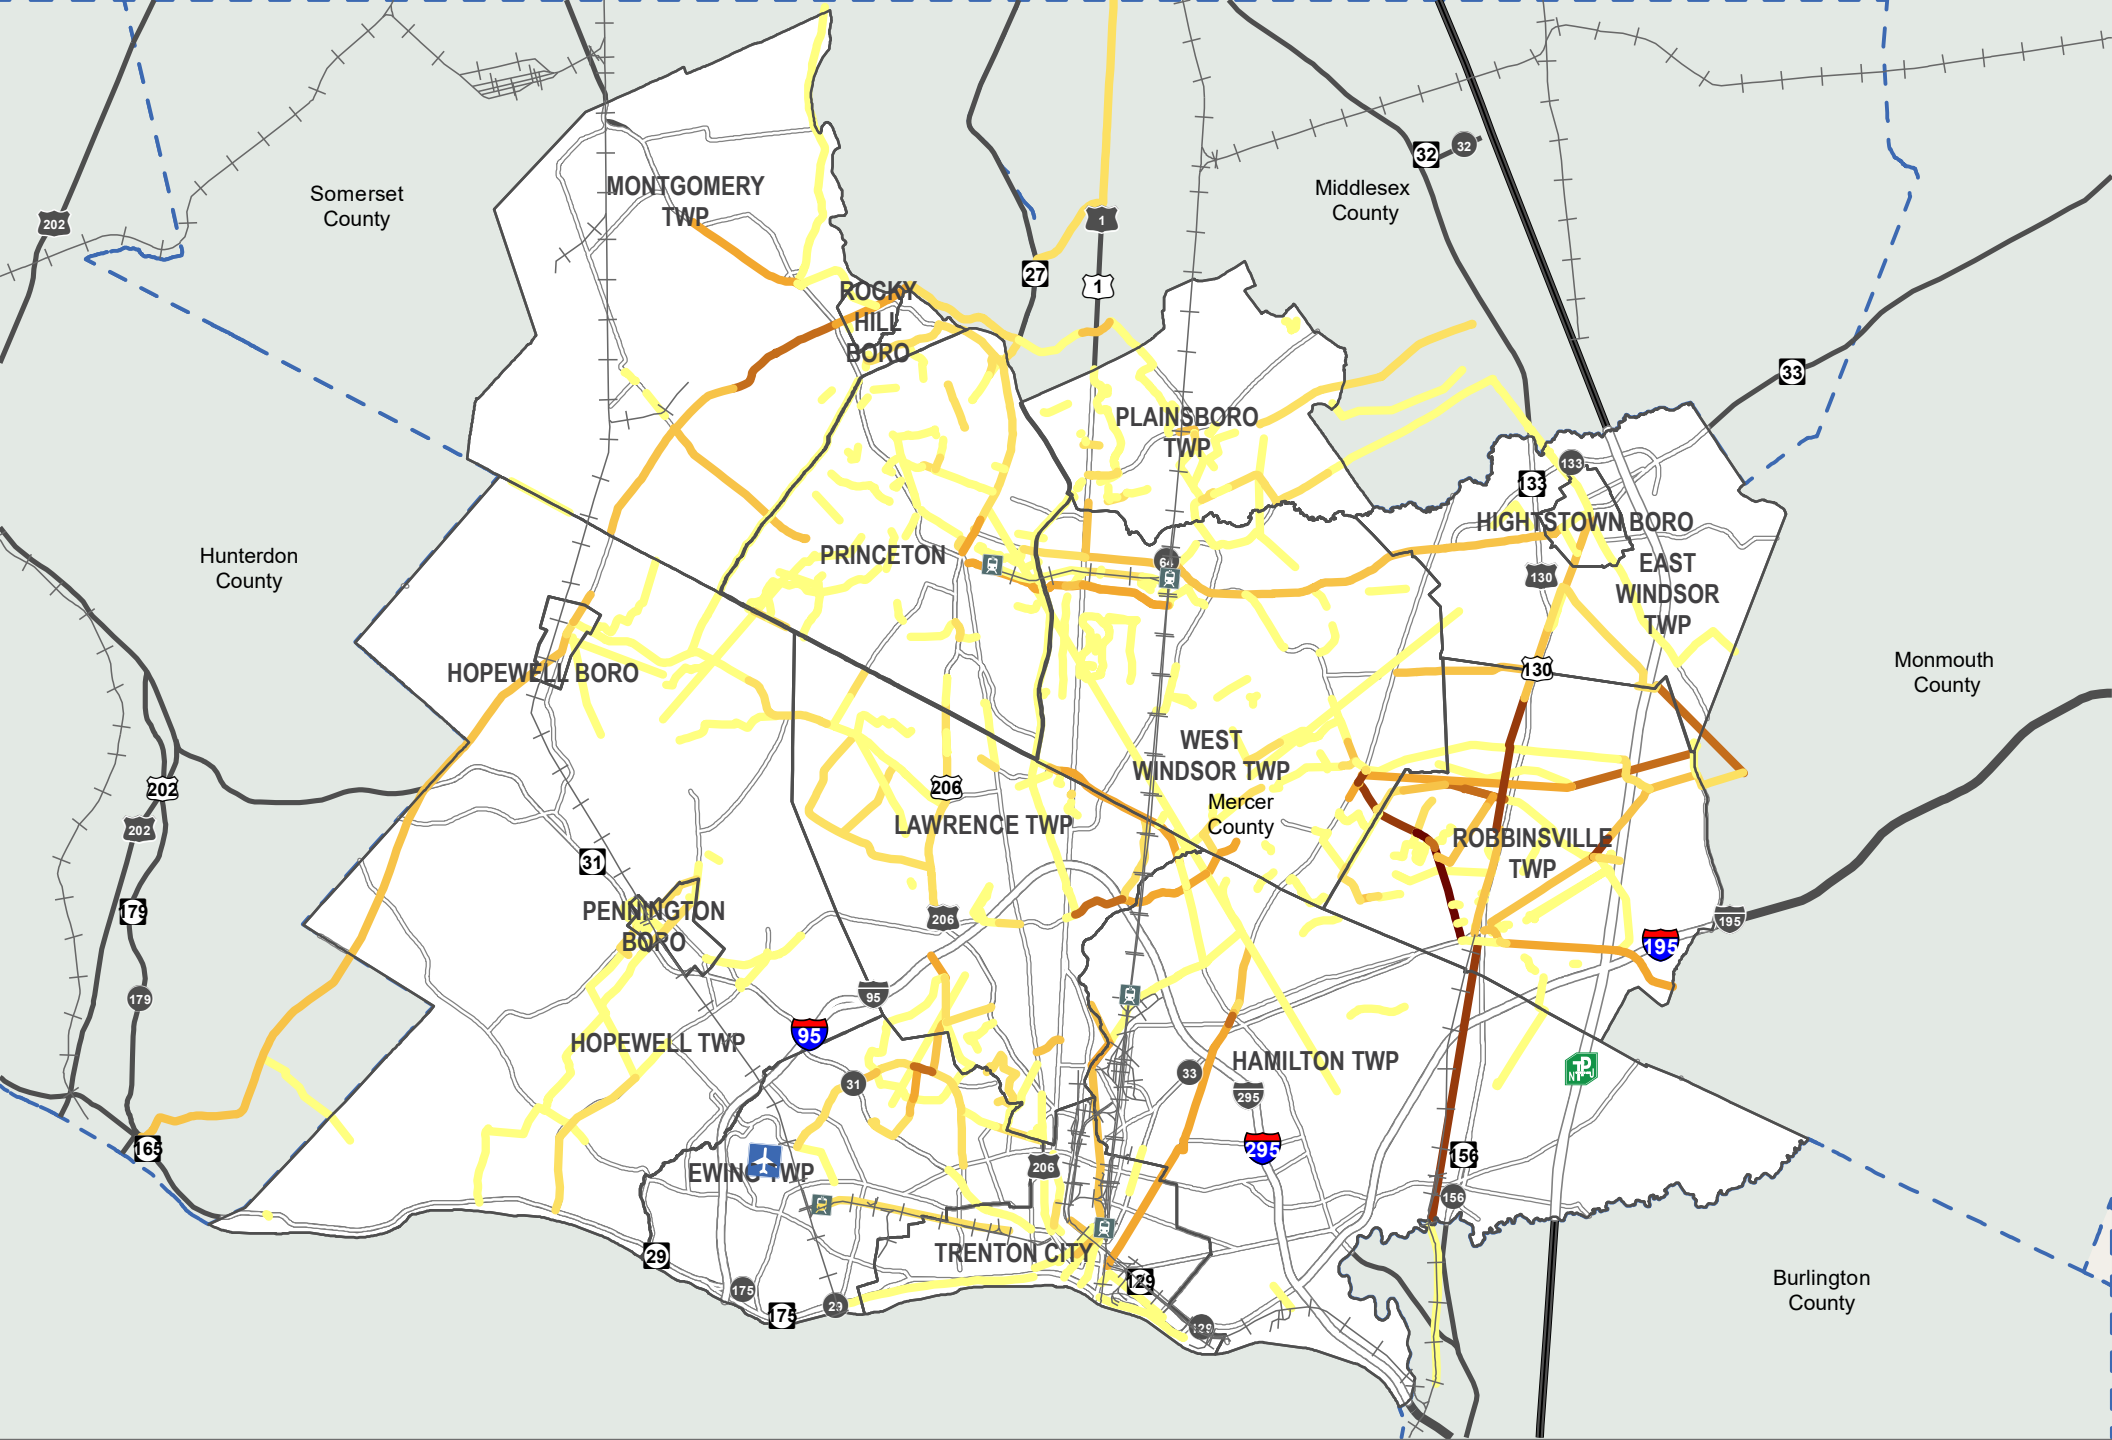 32
32
MONTGOMERY
TWP
Somerset
County
Middlesex
County
202
1
27
1
ROCKY
HILL
BORO
33
PLAINSBORO
TWP
133
133
HIGHTSTOWN BORO
PRINCETON
Hunterdon
County
64
130
EAST
WINDSOR
TWP
HOPEWELL BORO
130
Monmouth
County
WEST
WINDSOR TWP
202
206
Mercer
County
LAWRENCE TWP
202
ROBBINSVILLE
TWP
31
PENNINGTON
BORO
179
206
195
195
179
95
95
HOPEWELL TWP
HAMILTON TWP
33
31
295
NJ
TP
165
295
156
EWING TWP
206
156
TRENTON CITY
29
175
129
Burlington
County
175
29
129